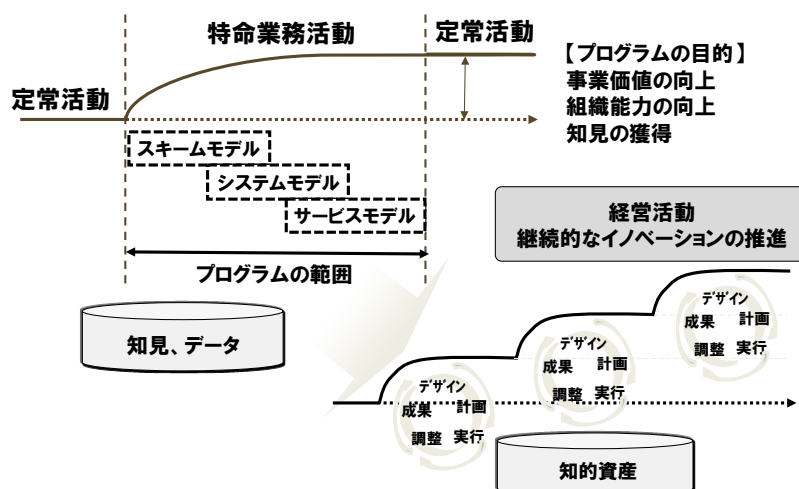 特命業務活動
定常活動
定常活動
【プログラムの目的】
事業価値の向上
組織能力の向上
知見の獲得
スキームモデル
システムモデル
サービスモデル
プログラムの範囲
知見、データ
経営活動
継続的なイノベーションの推進
デザイン
成果 計画
調整 実行
デザイン
成果 計画
調整 実行
デザイン
成果 計画
調整 実行
知的資産